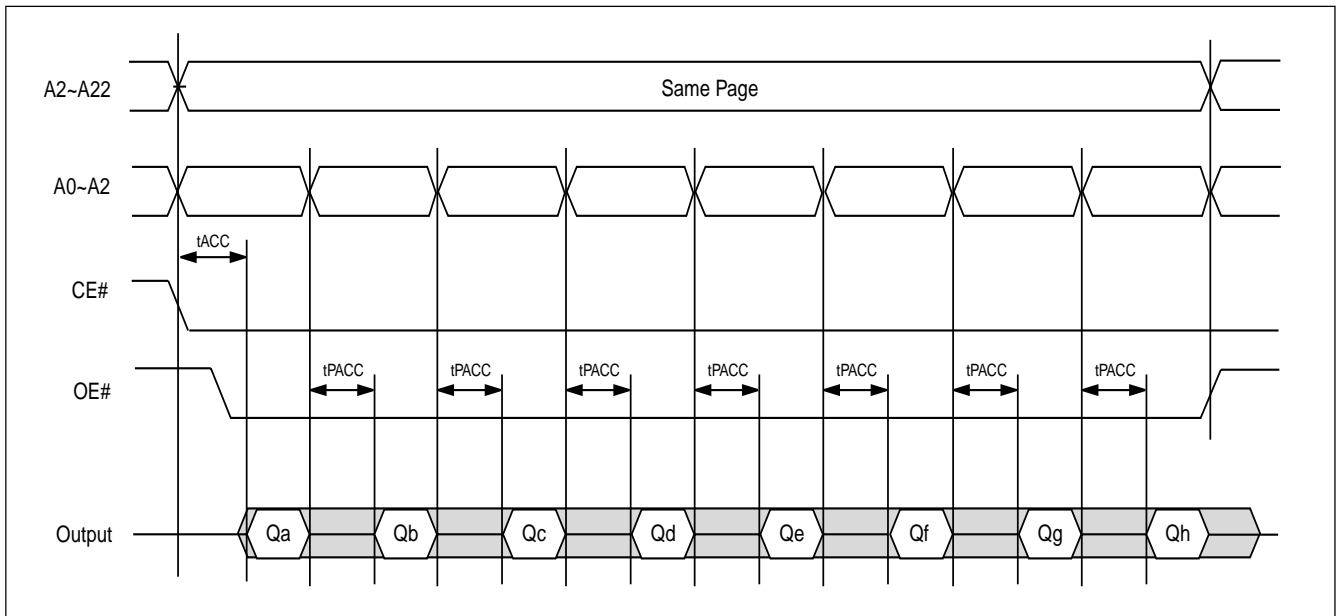 A2~A22
Same Page
A0~A2
tACC
CE#
tPACC tPACC tPACC tPACC tPACC tPACC tPACC
OE#
Output
Qa Qb Qc Qd Qe Qf Qg Qh